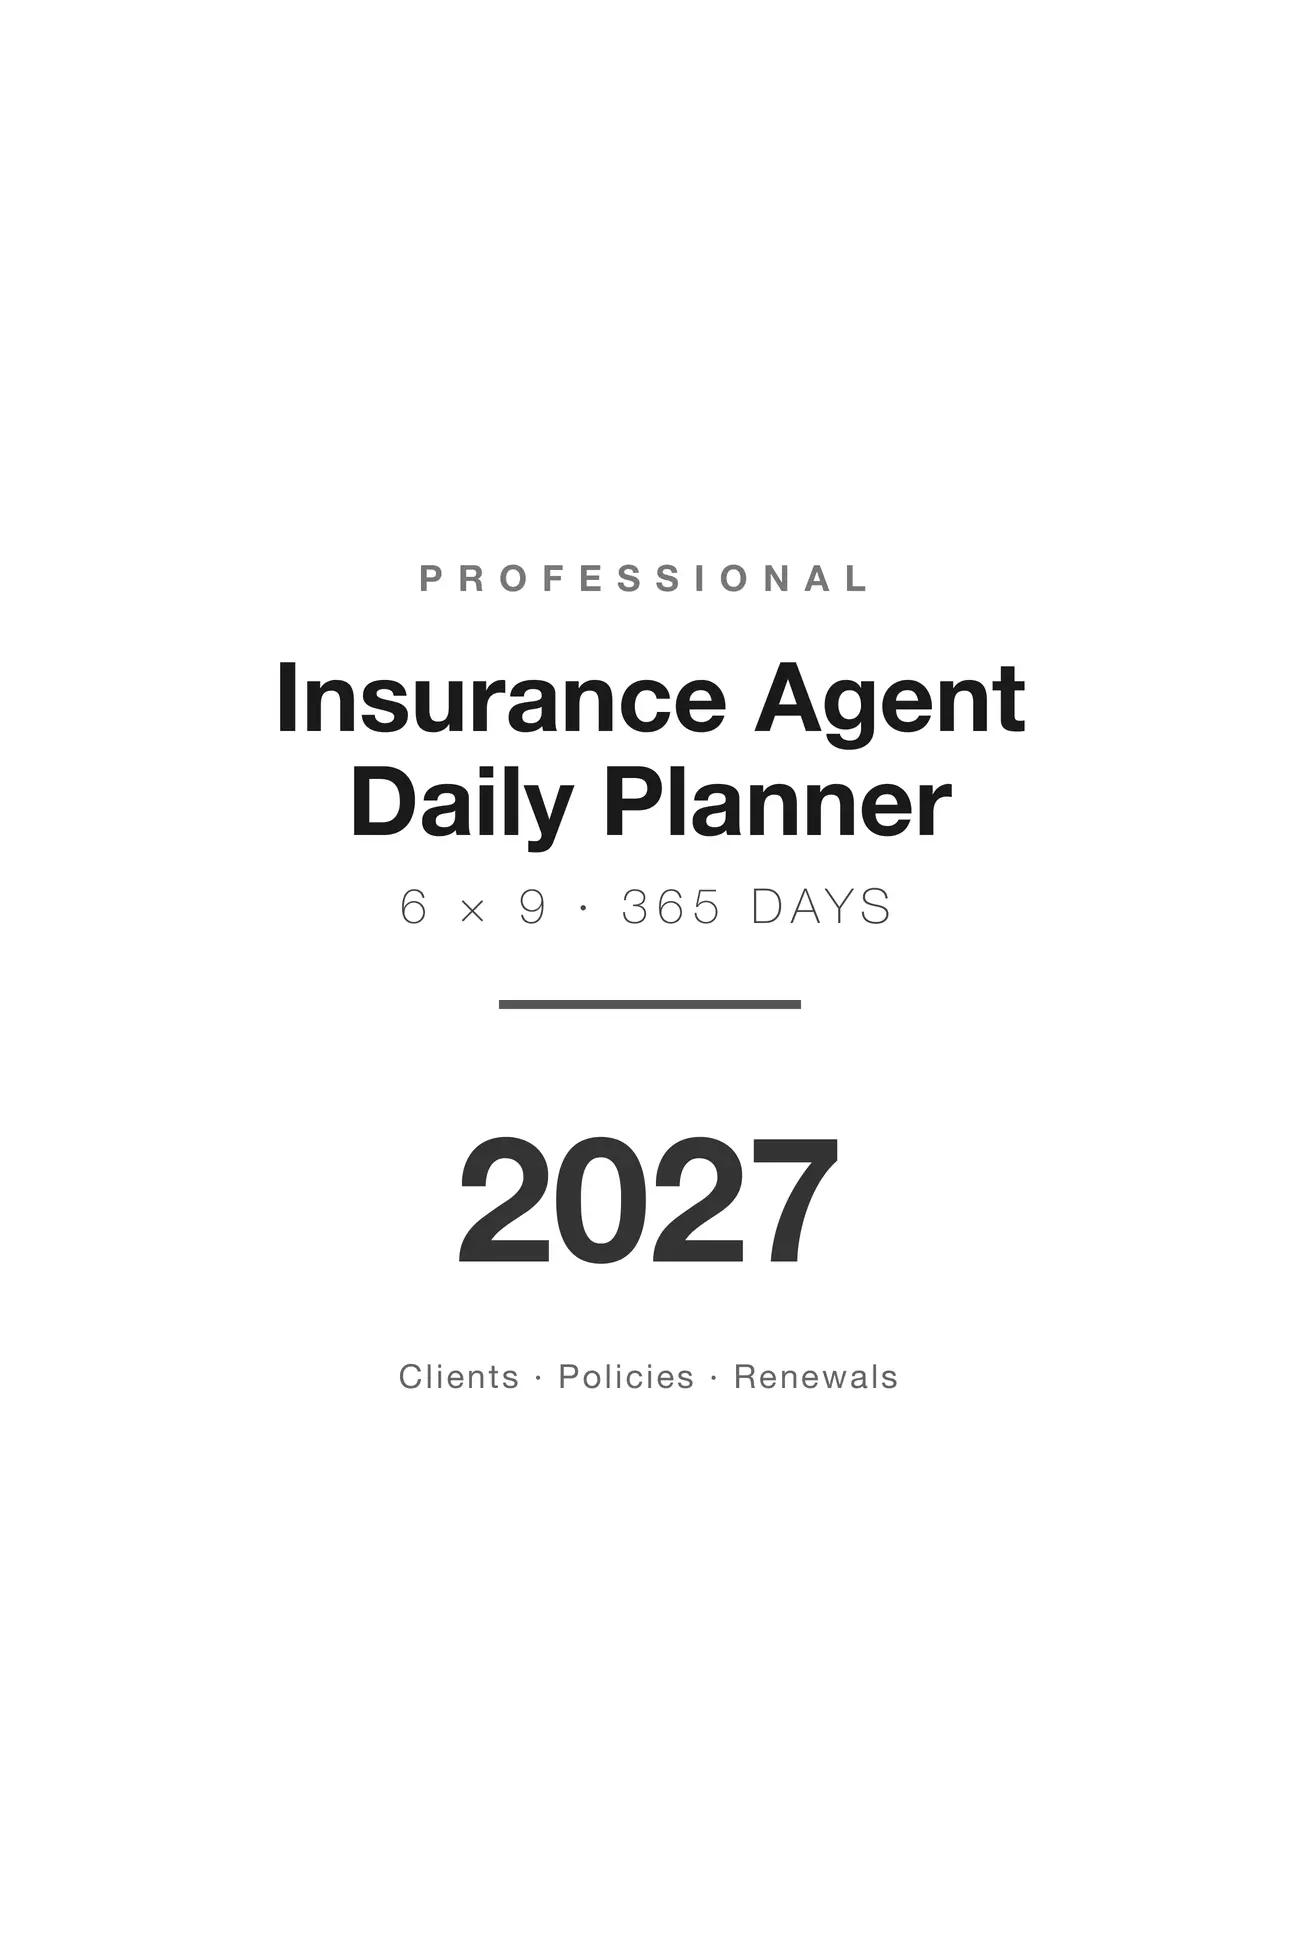 PROFESSIONAL
Insurance Agent
Daily Planner
6 × 9 · 365 DAYS
2027
Clients · Policies · Renewals